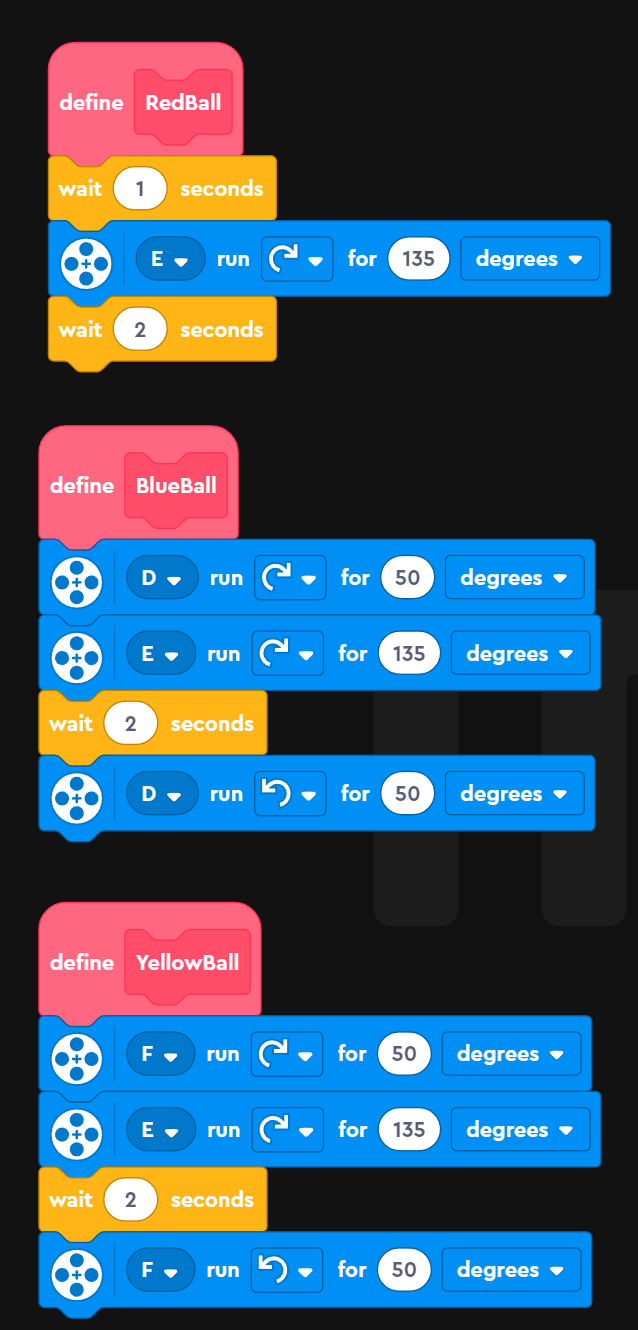 define RedBall
wait 1 seconds
E run for 135 degrees
wait 2 seconds
define BlueBall
D run for 50 degrees
E run for 135 degrees
wait 2 seconds
D run for 50 degrees
define YellowBall
F run for 50 degrees
E run for 135 degrees
wait 2 seconds
F run for 50 degrees